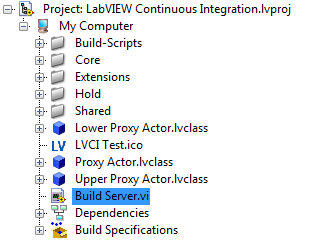 Project: LabVIEW Continuous Integration.lvproj
My Computer
Build-Scripts
Core
Extensions
Hold
Shared
Lower Proxy Actor.lvclass
LV LVCI Test.ico
Proxy Actor.lvclass
Upper Proxy Actor.lvclass
Build Server.vi
Dependencies
Build Specifications